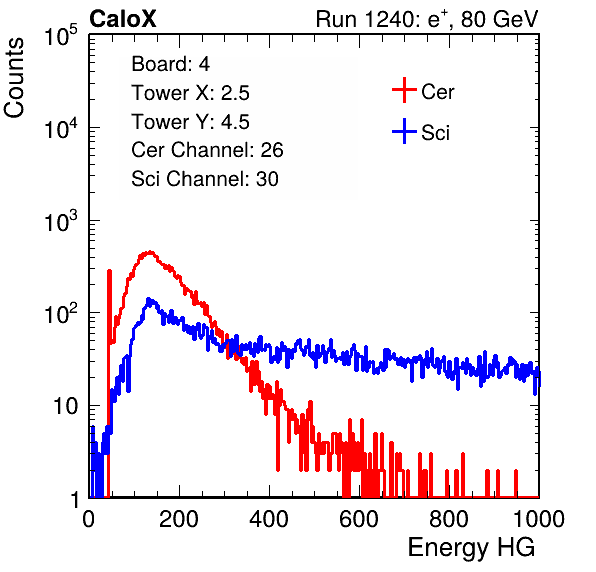 CaloX Run 1240: e+, 80 GeV
Counts
Board: 4
Tower X: 2.5
Tower Y: 4.5
Cer Channel: 26
Sci Channel: 30
Cer
Sci
10^5
10^4
10^3
10^2
10
1
0 200 400 600 800 1000
Energy HG